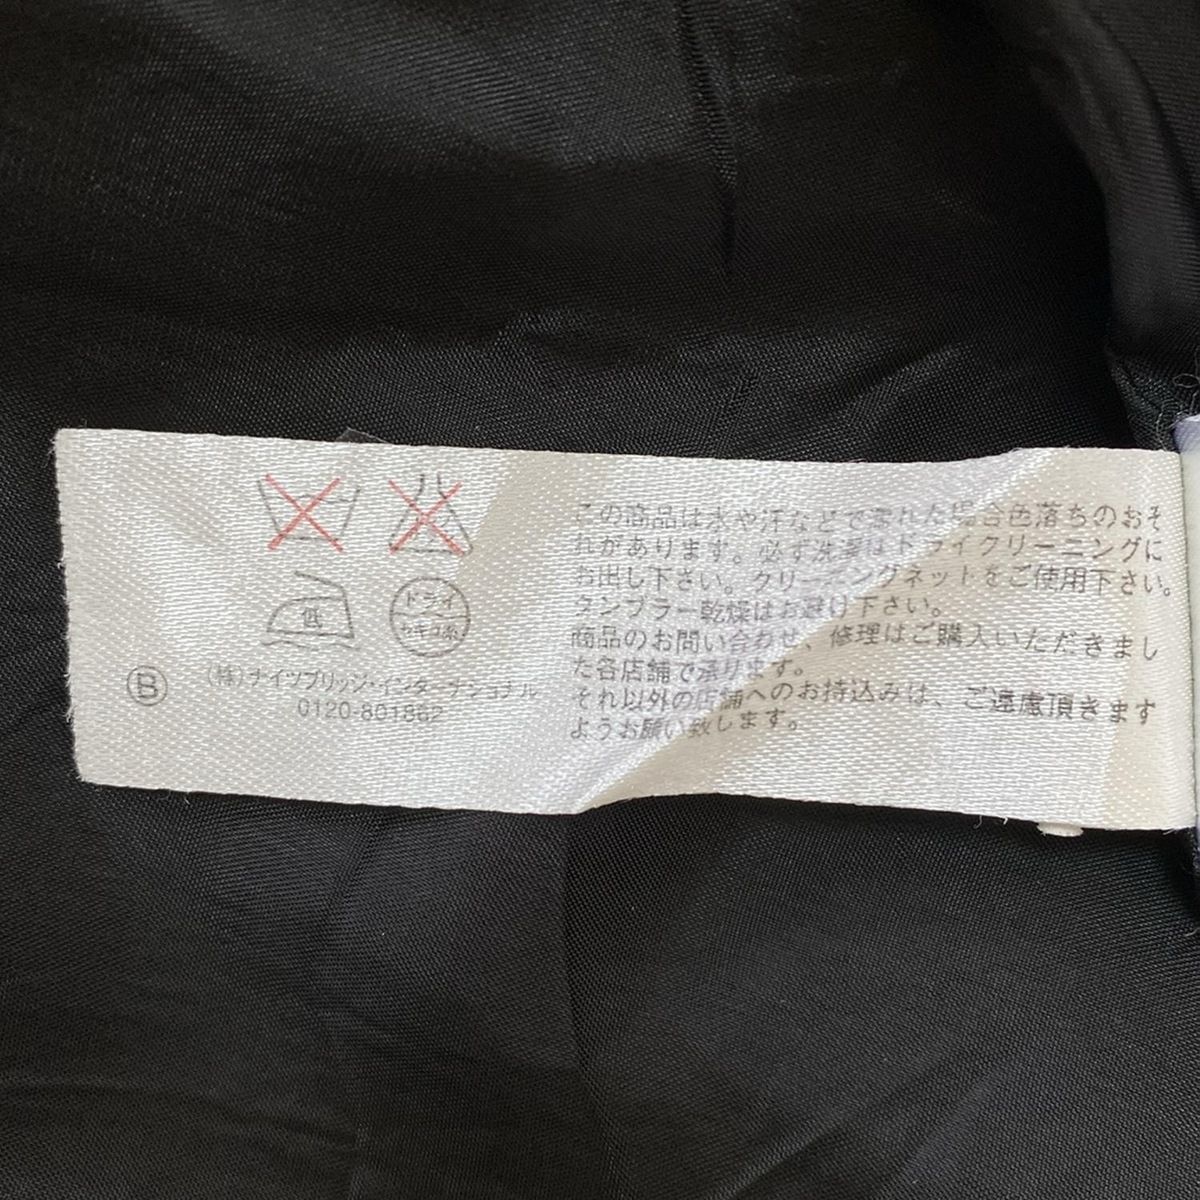 低
ドライ
セキユ系
Ⓑ
(株)ナイツブリッジ・インターナショナル
0120-801862
この商品は水や汗などで濡れた場合色落ちのおそ
れがあります。必ず洗濯はドライクリーニングに
お出し下さい。クリーニングネットをご使用下さい。
タンブラー乾燥はお避け下さい。
商品のお問い合わせ、修理はご購入いただきまし
た各店舗で承ります。
それ以外の店舗へのお持込みは、ご遠慮頂きます
ようお願い致します。